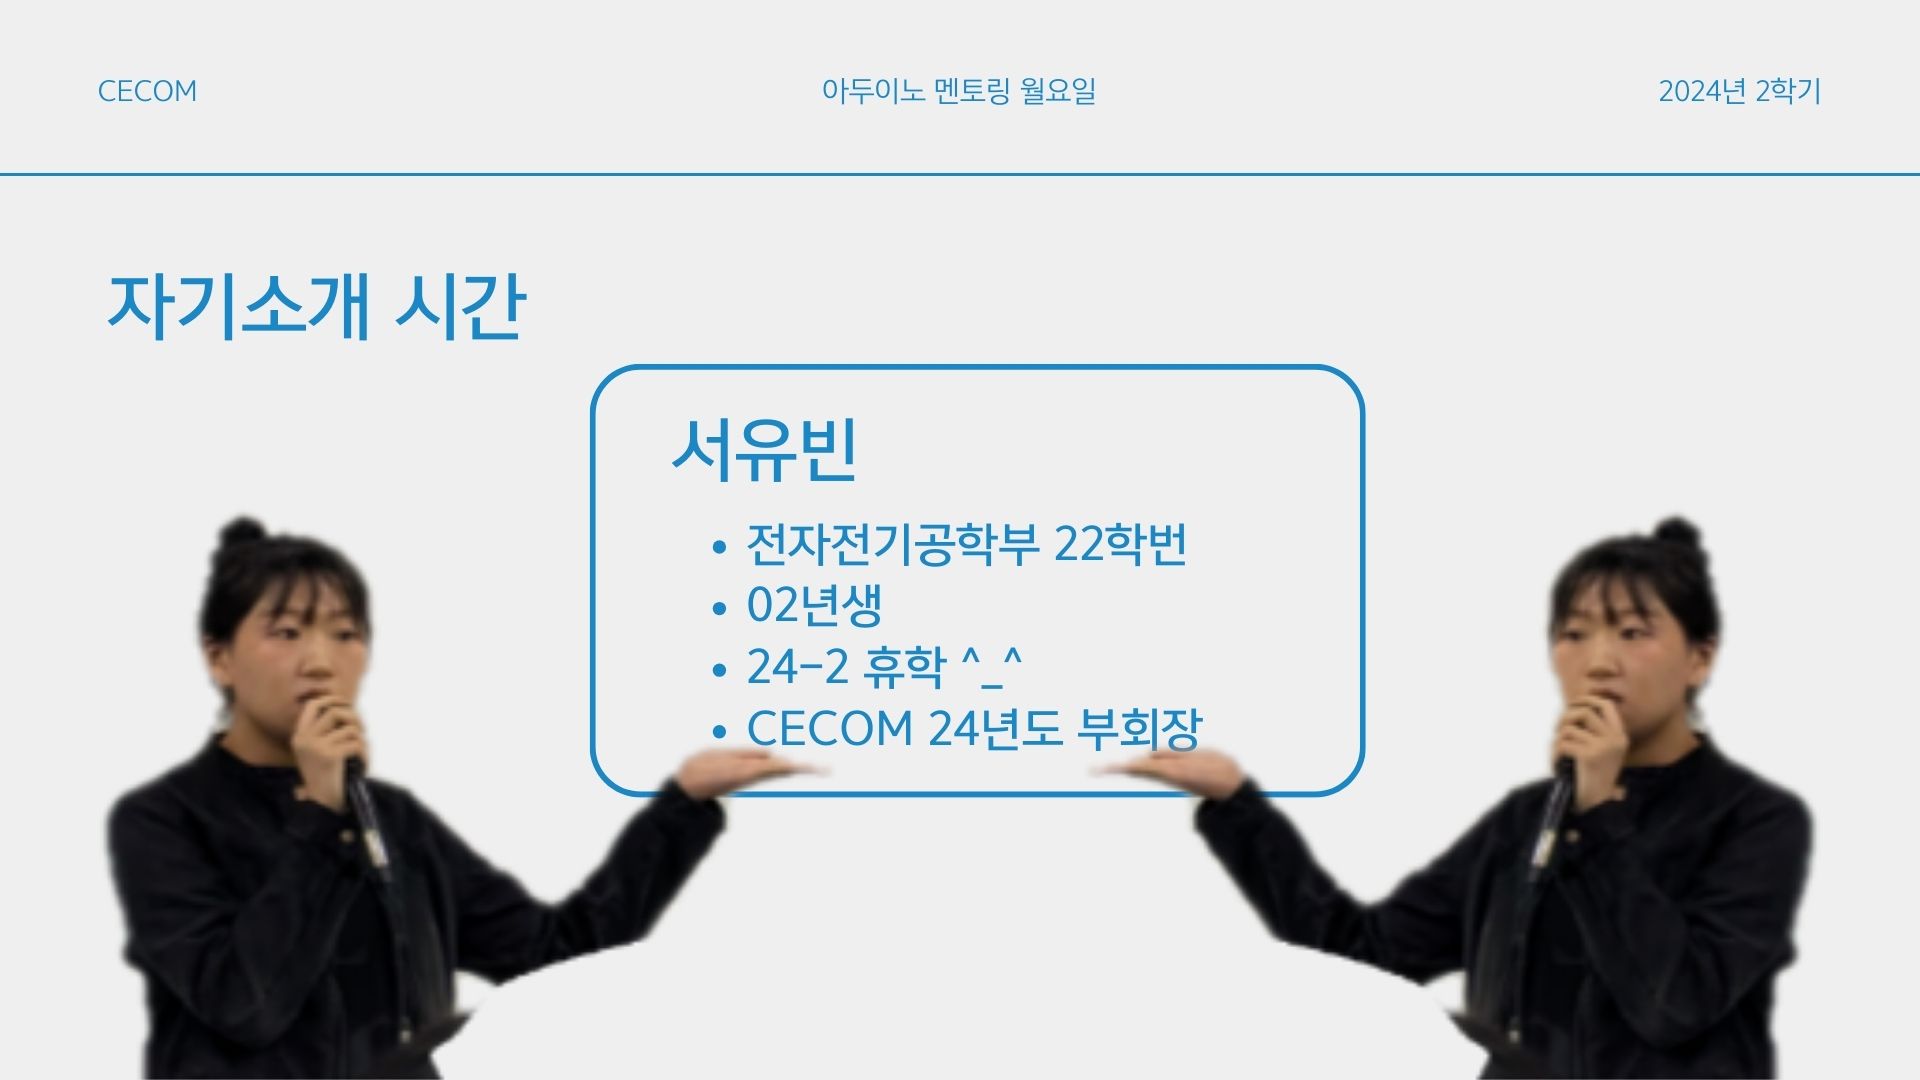 CECOM
아두이노 멘토링 월요일
2024년 2학기
자기소개 시간
서유빈
• 전자전기공학부 22학번
• 02년생
• 24-2 휴학 ^_^
• CECOM 24년도 부회장